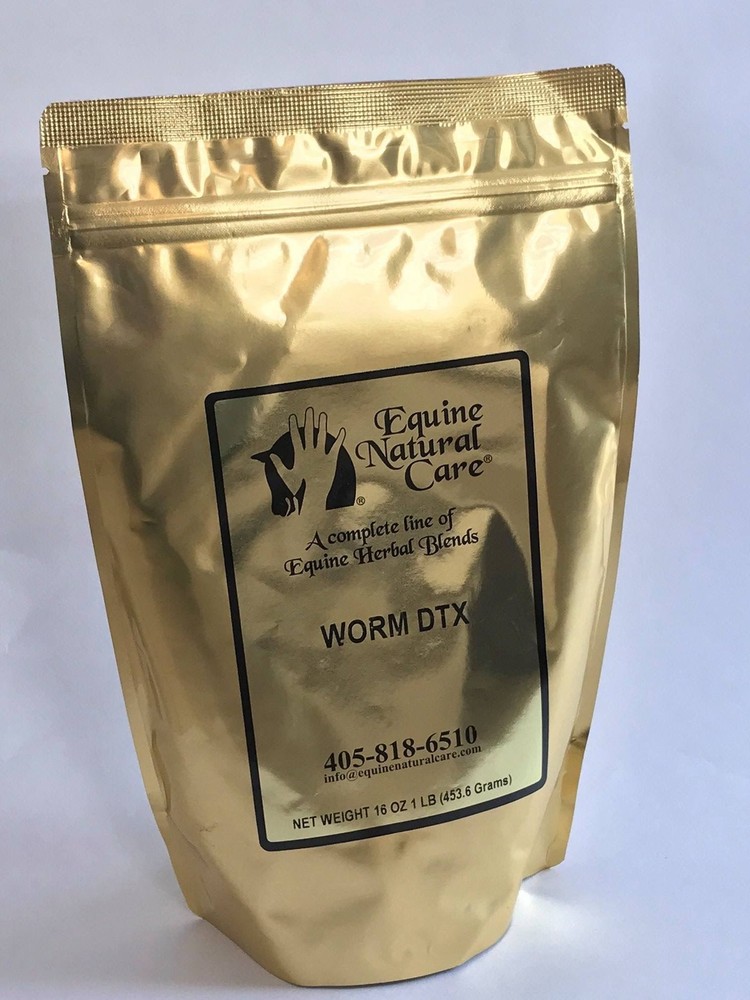 Equine
Natural
Care®
®
A complete line of
Equine Herbal Blends
WORM DTX
405-818-6510
info@equinenaturalcare.com
NET WEIGHT 16 OZ 1 LB (453.6 Grams)